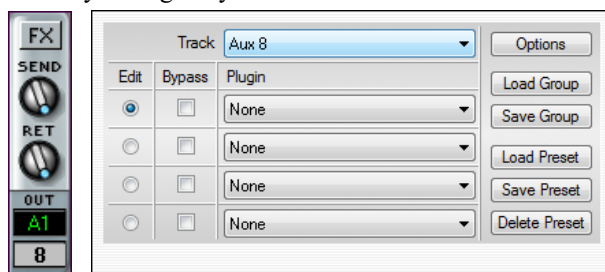 FX
SEND
RET
OUT
A1
8
Track Aux 8 Options
Edit Bypass Plugin Load Group
None Save Group
None Load Preset
None Save Preset
None Delete Preset